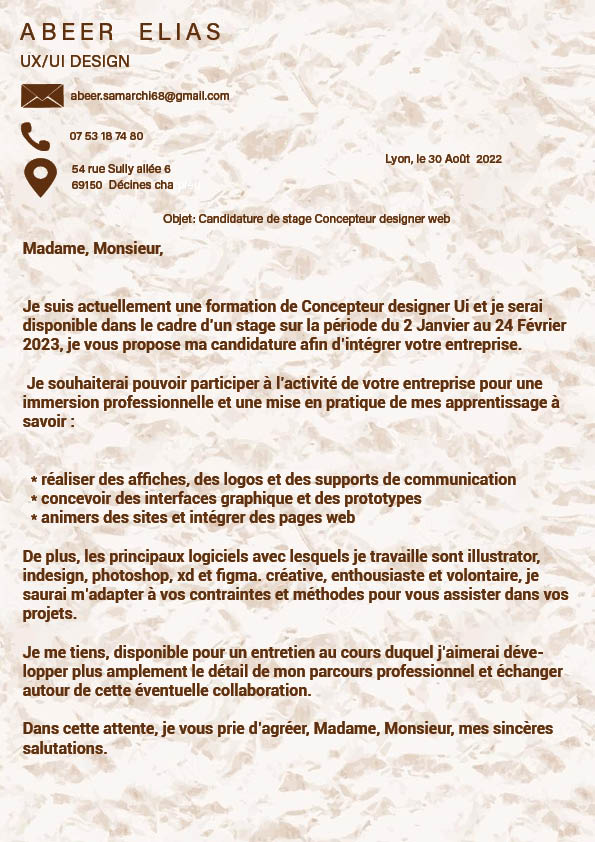 ABEER ELIAS
UX/UI DESIGN
abeer.samarchi68@gmail.com
07 53 18 74 80
54 rue Sully allée 6
69150 Décines cha
Lyon, le 30 Août 2022
Objet: Candidature de stage Concepteur designer web
Madame, Monsieur,
Je suis actuellement une formation de Concepteur designer Ui et je serai
disponible dans le cadre d'un stage sur la période du 2 Janvier au 24 Février
2023, je vous propose ma candidature afin d'intégrer votre entreprise.
Je souhaiterai pouvoir participer à l'activité de votre entreprise pour une
immersion professionnelle et une mise en pratique de mes apprentissage à
savoir :
* réaliser des affiches, des logos et des supports de communication
* concevoir des interfaces graphique et des prototypes
* animers des sites et intégrer des pages web
De plus, les principaux logiciels avec lesquels je travaille sont illustrator,
indesign, photoshop, xd et figma. créative, enthousiaste et volontaire, je
saurai m'adapter à vos contraintes et méthodes pour vous assister dans vos
projets.
Je me tiens, disponible pour un entretien au cours duquel j'aimerai déve-
lopper plus amplement le détail de mon parcours professionnel et échanger
autour de cette éventuelle collaboration.
Dans cette attente, je vous prie d'agréer, Madame, Monsieur, mes sincères
salutations.